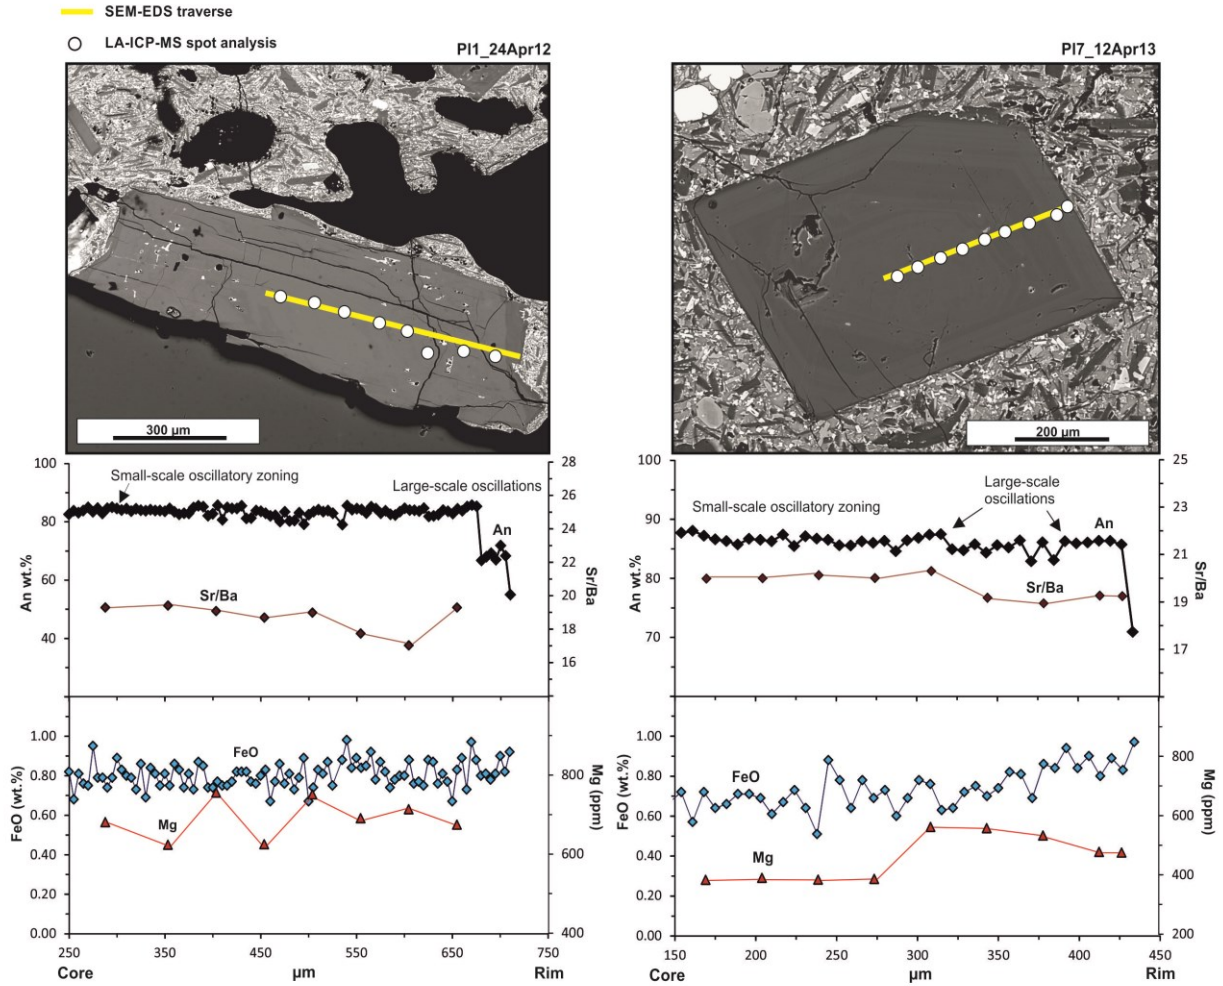 SEM-EDS traverse
LA-ICP-MS spot analysis
Pl1_24Apr12
Pl7_12Apr13
300 µm
200 µm
100
80
60
40
An wt.%
Small-scale oscillatory zoning
Large-scale oscillations
An
Sr/Ba
28
26
24
22
20
18
16
Sr/Ba
100
90
80
70
An wt.%
Small-scale oscillatory zoning
Large-scale
oscillations
An
Sr/Ba
25
23
21
19
17
Sr/Ba
1.00
0.80
0.60
0.40
0.20
0.00
FeO (wt.%)
FeO
Mg
800
600
400
Mg (ppm)
250
350
450
550
650
750
Core
µm
Rim
1.00
0.80
0.60
0.40
0.20
0.00
FeO (wt.%)
FeO
Mg
800
600
400
200
Mg (ppm)
150
200
250
300
350
400
450
Core
µm
Rim